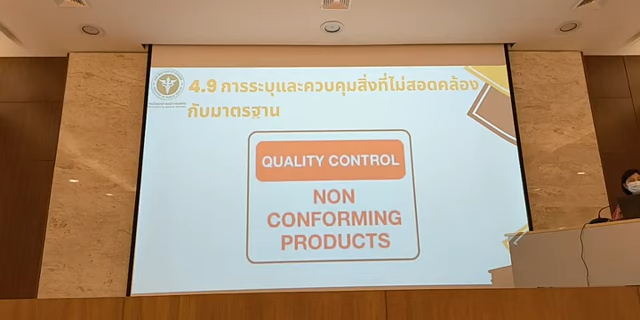 4.9 การระบุและควบคุมสิ่งที่ไม่สอดคล้อง
กับมาตรฐาน
QUALITY CONTROL
NON
CONFORMING
PRODUCTS